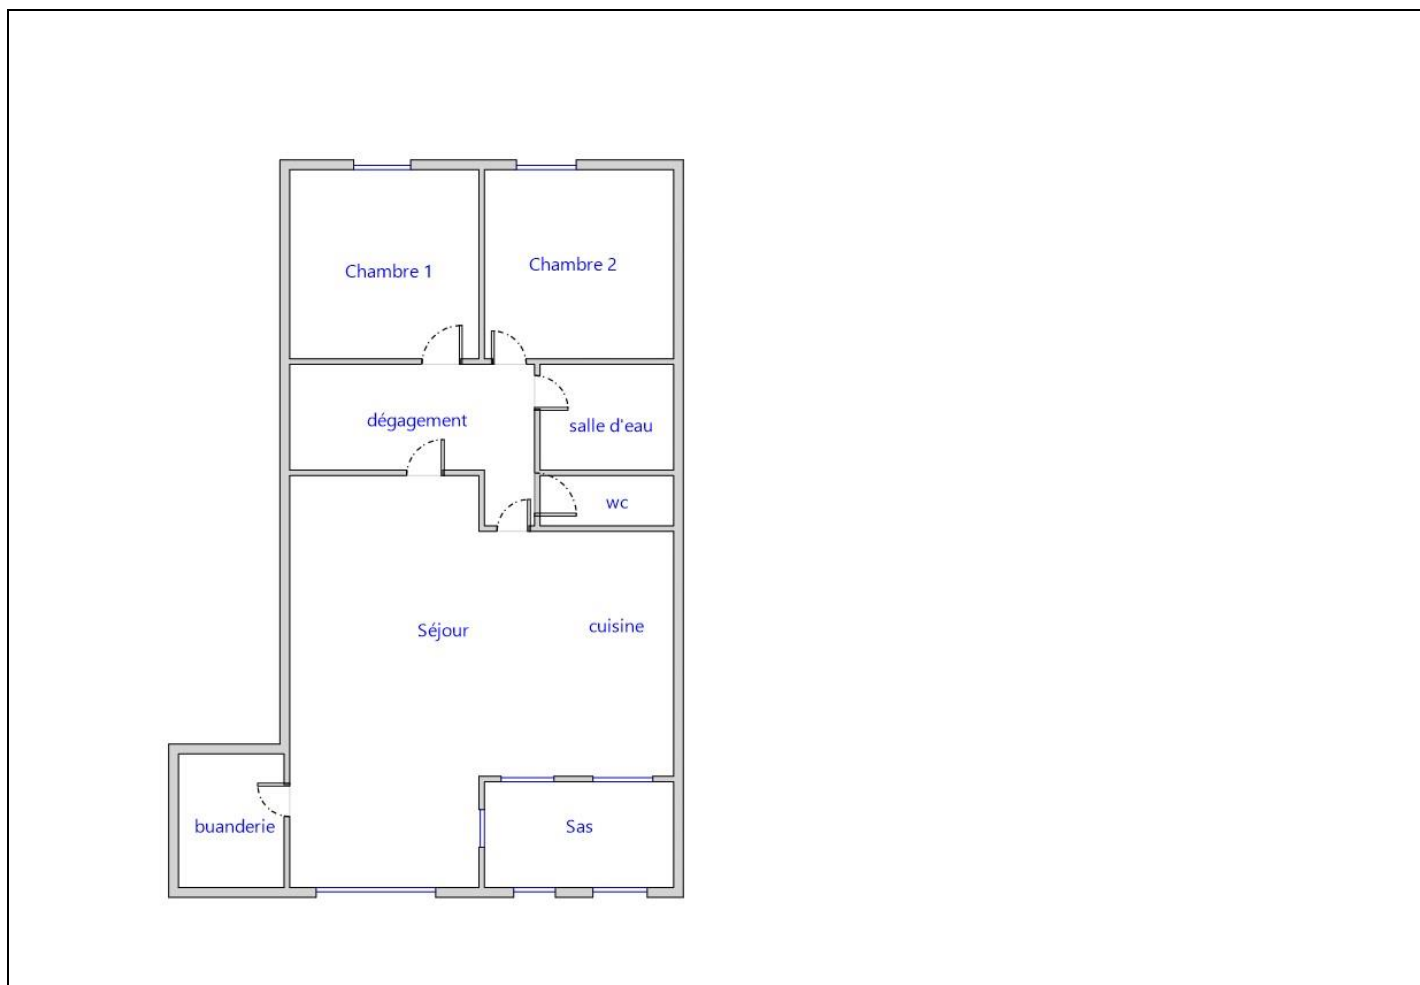 Chambre 1
Chambre 2
dégagement
salle d'eau
wc
Séjour
cuisine
buanderie
Sas